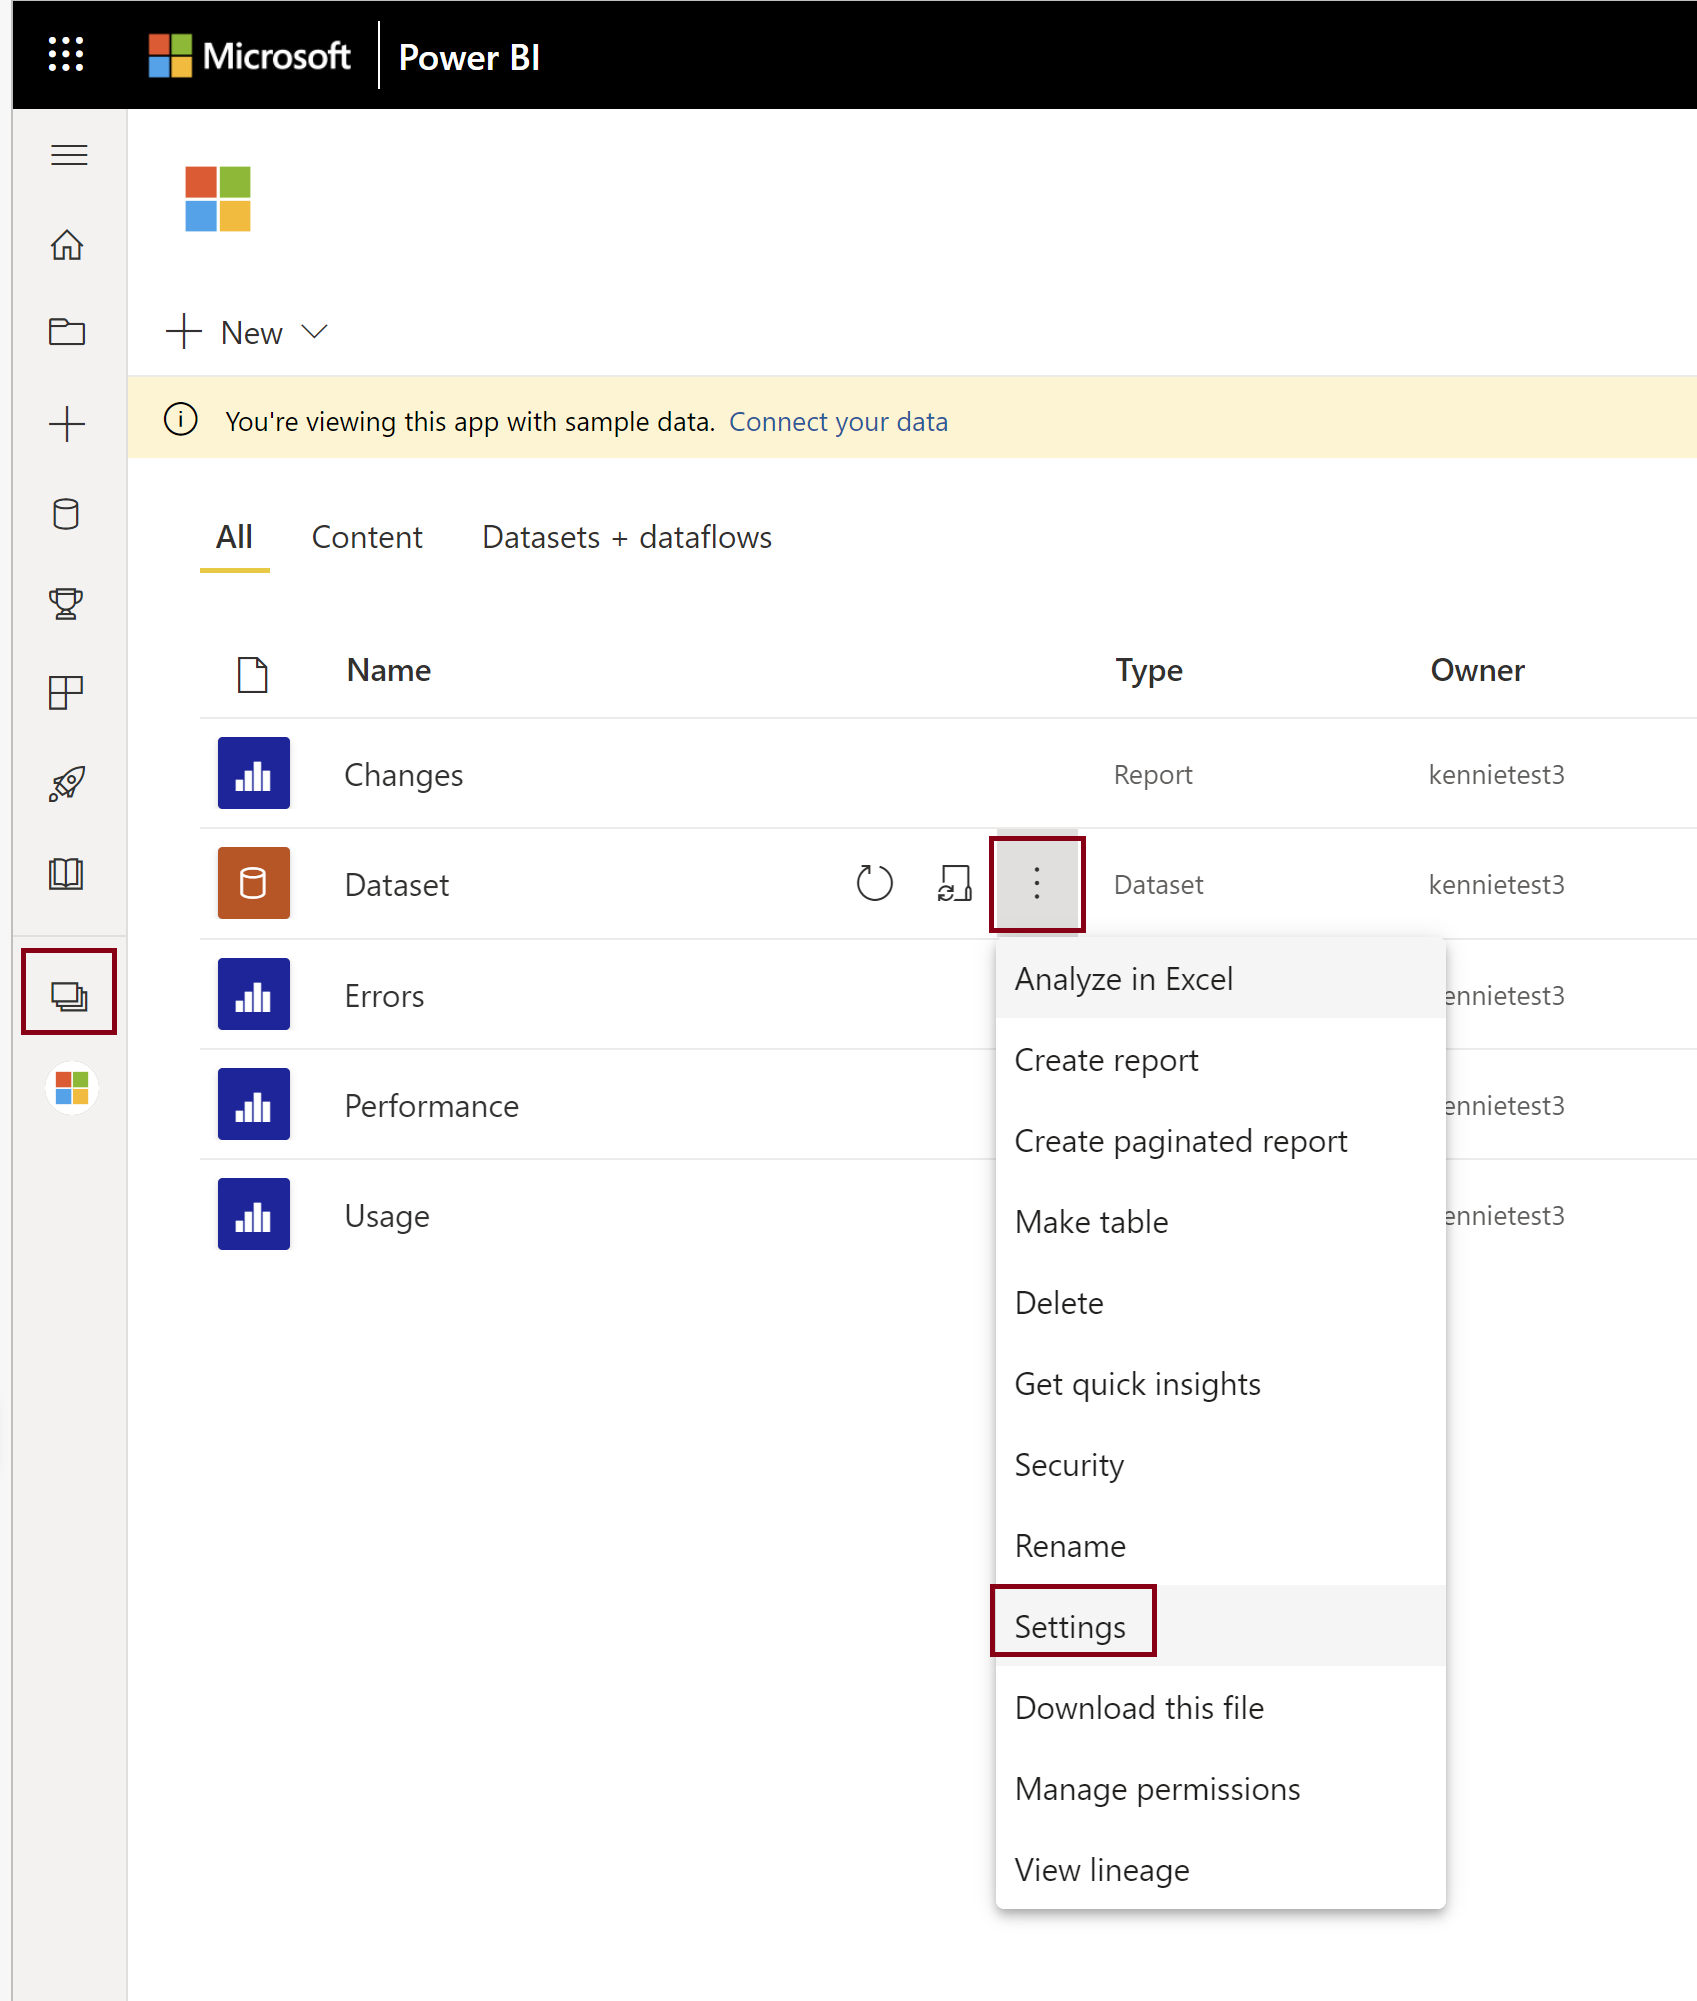 Microsoft Power BI
New
You're viewing this app with sample data. Connect your data
All Content Datasets + dataflows
Name Type Owner
Changes Report kennietest3
Dataset Dataset kennietest3
Analyze in Excel
Errors ennietest3
Create report
Performance ennietest3
Create paginated report
Usage ennietest3
Make table
Delete
Get quick insights
Security
Rename
Settings
Download this file
Manage permissions
View lineage